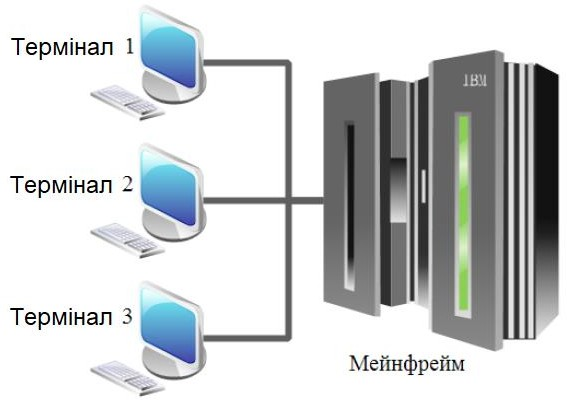 Термінал 1
IBM
Термінал 2
Термінал 3
Мейнфрейм